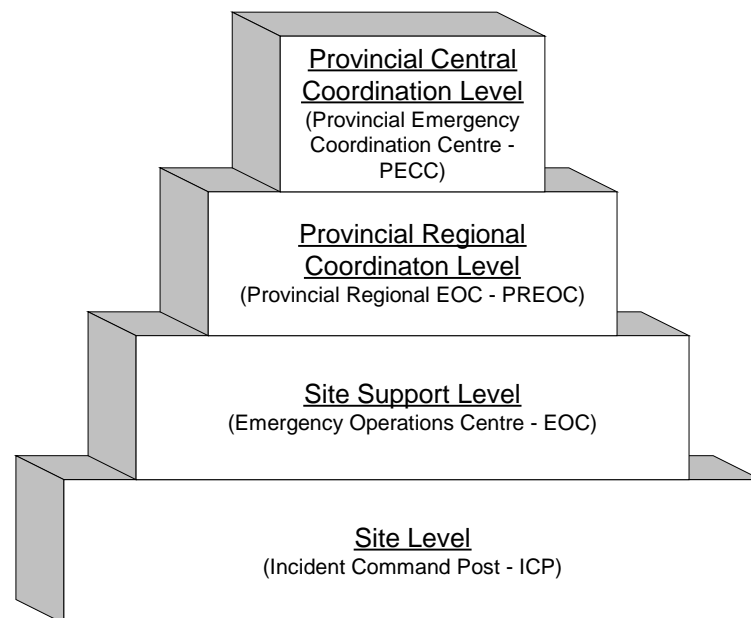 Provincial Central
Coordination Level
(Provincial Emergency
Coordination Centre -
PECC)
Provincial Regional
Coordinaton Level
(Provincial Regional EOC - PREOC)
Site Support Level
(Emergency Operations Centre - EOC)
Site Level
(Incident Command Post - ICP)